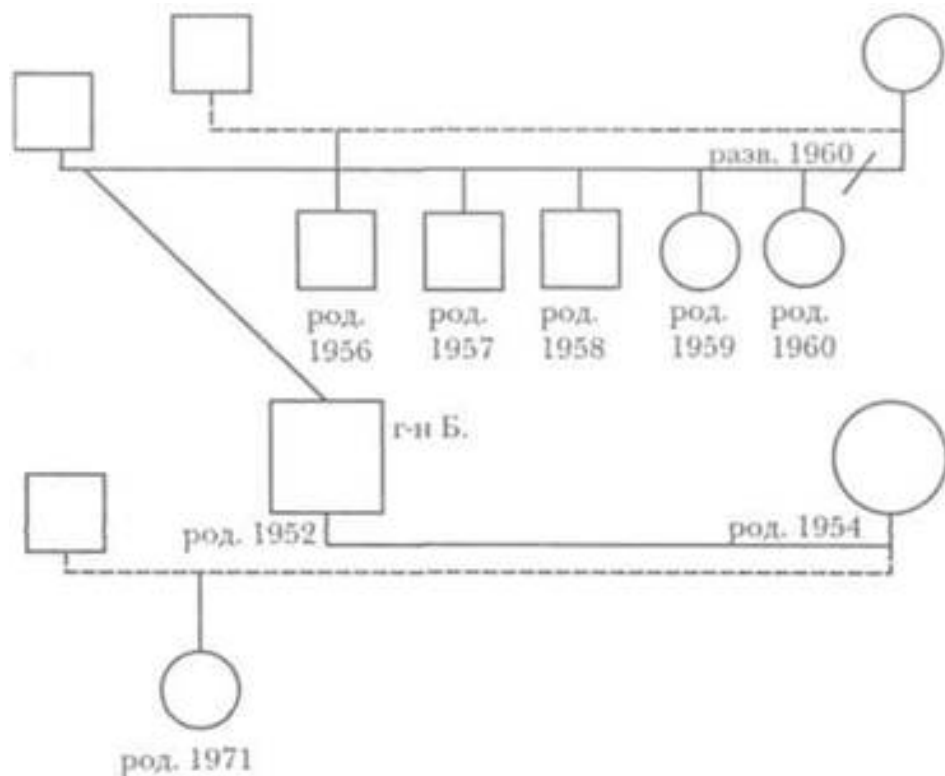 разв. 1960
род.
1956
род.
1957
род.
1958
род.
1959
род.
1960
г-н Б.
род. 1952
род. 1954
род. 1971